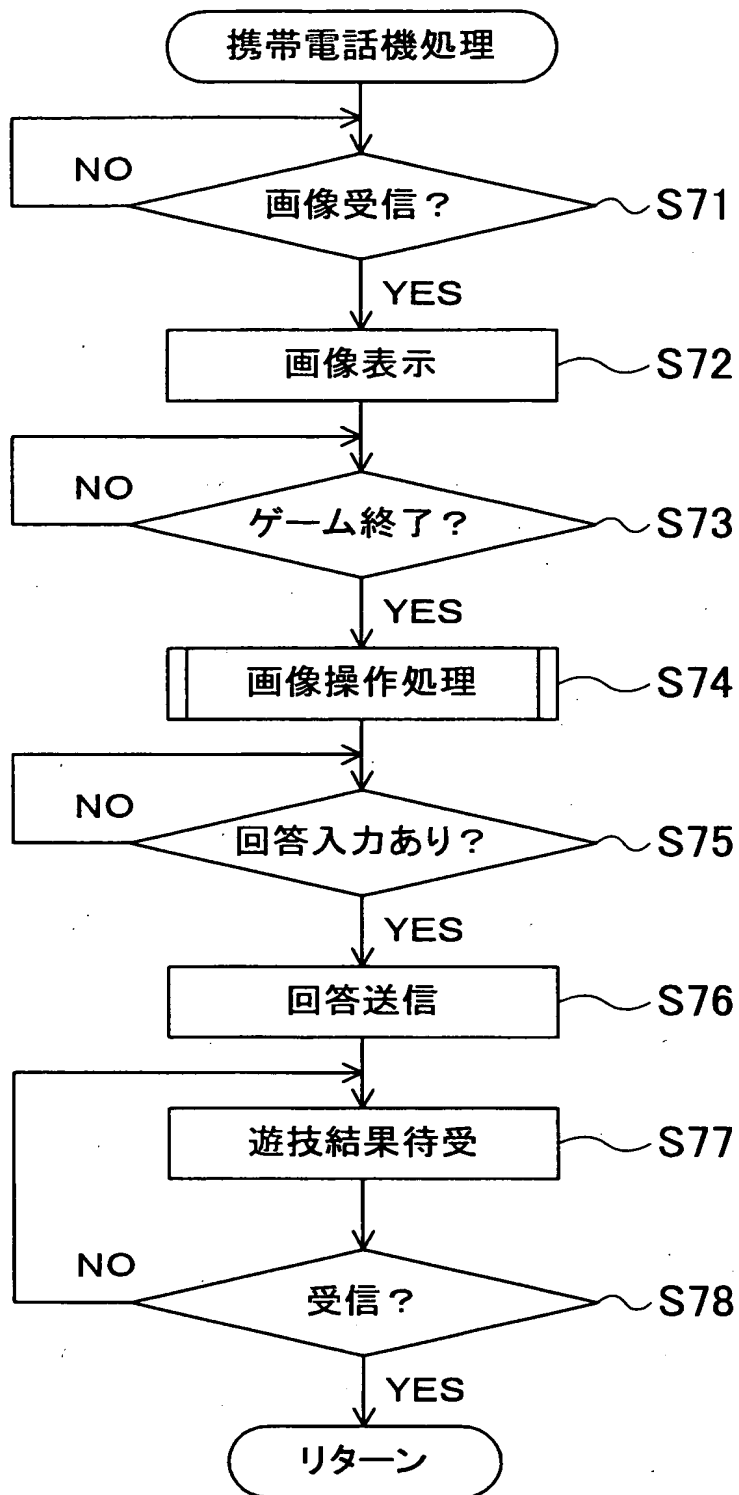 携帯電話機処理
NO
画像受信？
S71
YES
画像表示
S72
NO
ゲーム終了？
S73
YES
画像操作処理
S74
NO
回答入力あり？
S75
YES
回答送信
S76
遊技結果待受
S77
NO
受信？
S78
YES
リターン